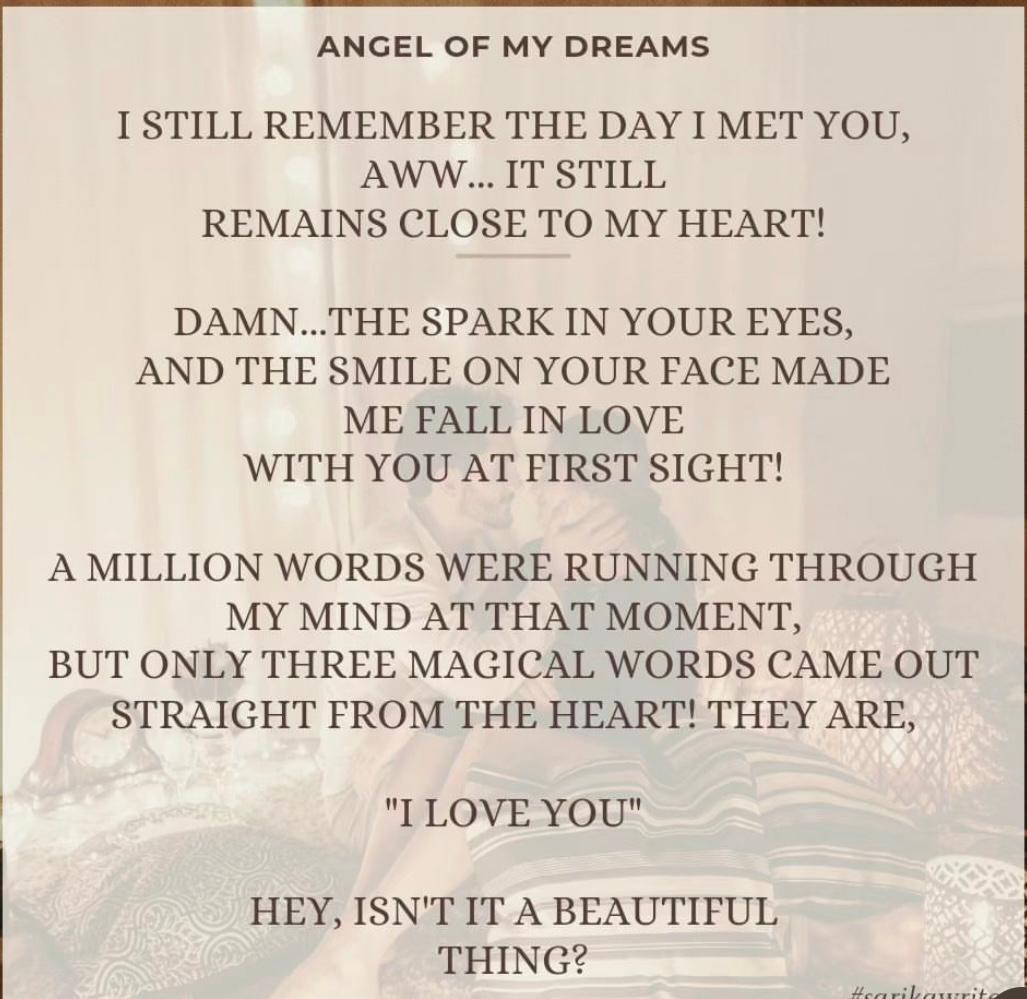 ANGEL OF MY DREAMS
I STILL REMEMBER THE DAY I MET YOU,
AWW... IT STILL
REMAINS CLOSE TO MY HEART!
DAMN...THE SPARK IN YOUR EYES,
AND THE SMILE ON YOUR FACE MADE
ME FALL IN LOVE
WITH YOU AT FIRST SIGHT!
A MILLION WORDS WERE RUNNING THROUGH
MY MIND AT THAT MOMENT,
BUT ONLY THREE MAGICAL WORDS CAME OUT
STRAIGHT FROM THE HEART! THEY ARE,
"I LOVE YOU"
HEY, ISN'T IT A BEAUTIFUL
THING?